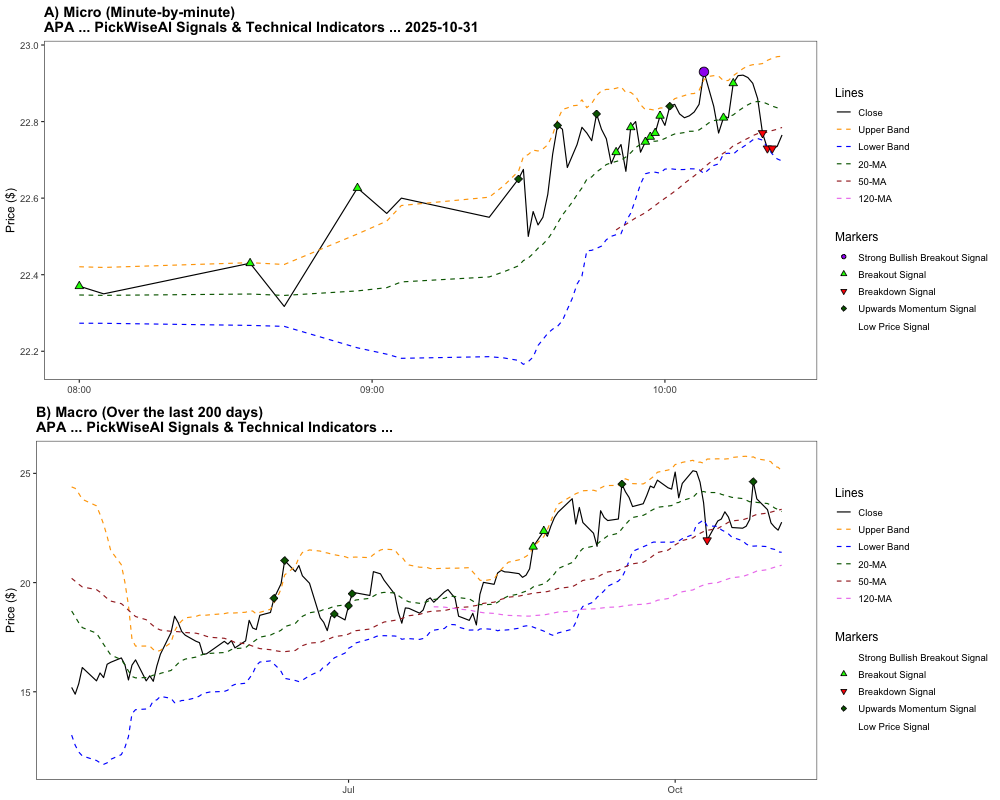 A) Micro (Minute-by-minute)
APA ... PickWiseAI Signals & Technical Indicators ... 2025-10-31
Price ($)
23.0
22.8
22.6
22.4
22.2
08:00
09:00
10:00
Lines
Close
Upper Band
Lower Band
20-MA
50-MA
120-MA
Markers
Strong Bullish Breakout Signal
Breakout Signal
Breakdown Signal
Upwards Momentum Signal
Low Price Signal
B) Macro (Over the last 200 days)
APA ... PickWiseAI Signals & Technical Indicators ...
Price ($)
25
20
15
Jul
Oct
Lines
Close
Upper Band
Lower Band
20-MA
50-MA
120-MA
Markers
Strong Bullish Breakout Signal
Breakout Signal
Breakdown Signal
Upwards Momentum Signal
Low Price Signal